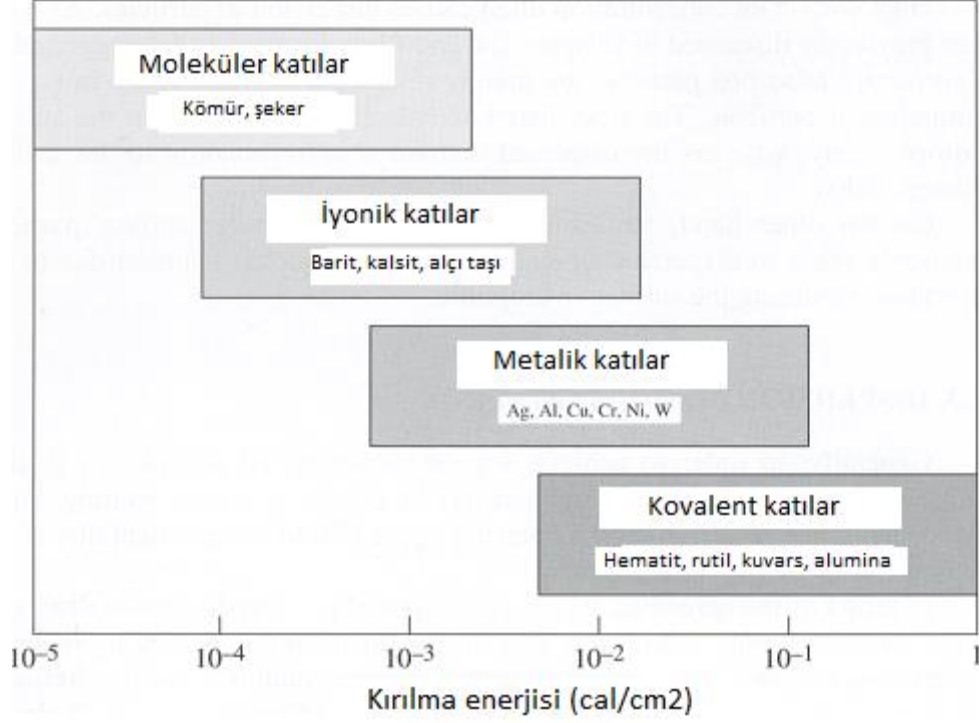 Moleküler katılar
Kömür, şeker
İyonik katılar
Barit, kalsit, alçı taşı
Metalik katılar
Ag, Al, Cu, Cr, Ni, W
Kovalent katılar
Hematit, rutil, kuvars, alumina
10⁻⁵ 10⁻⁴ 10⁻³ 10⁻² 10⁻¹ 1
Kırılma enerjisi (cal/cm2)